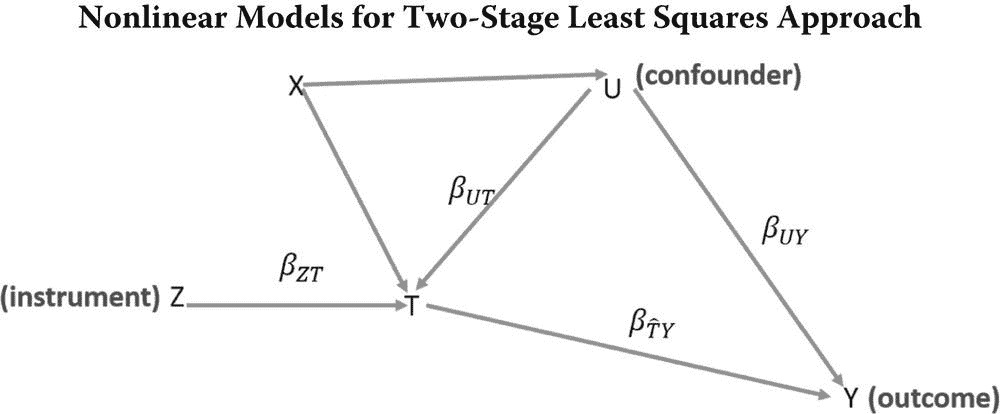 Nonlinear Models for Two-Stage Least Squares Approach
X
U (confounder)
β_UT
β_UY
β_ZT
(instrument) Z
T
β_T̂Y
Y (outcome)